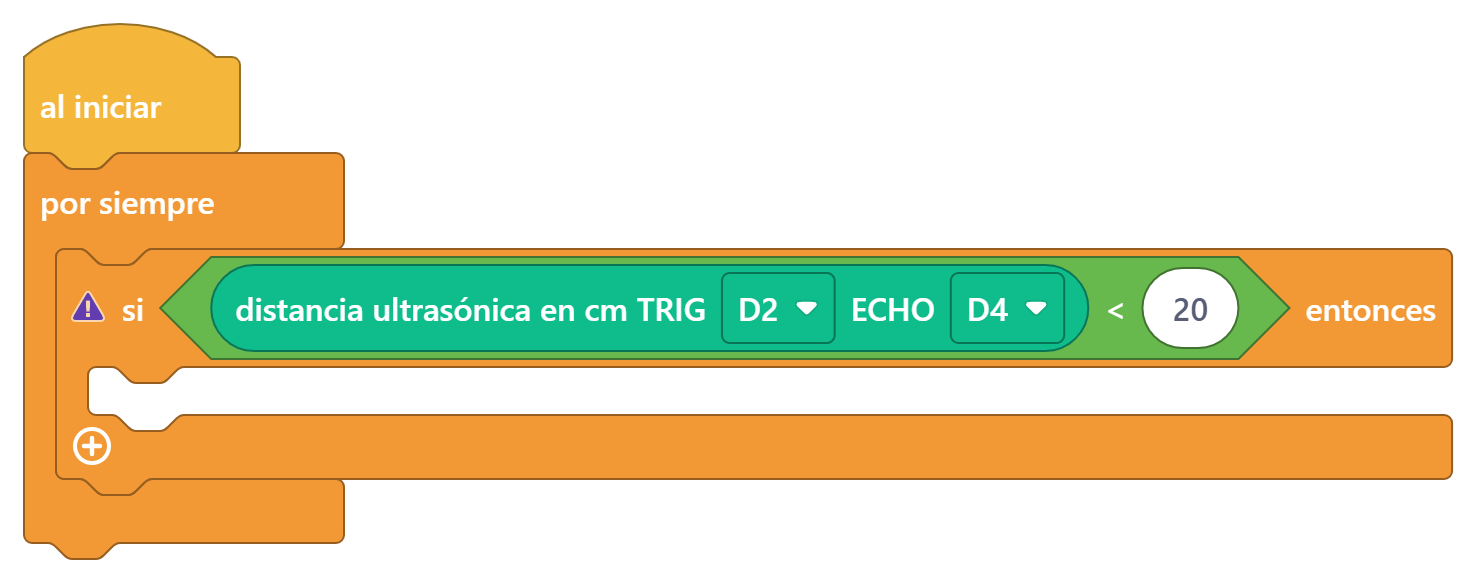 al iniciar
por siempre
si distancia ultrasónica en cm TRIG D2 ECHO D4 < 20 entonces